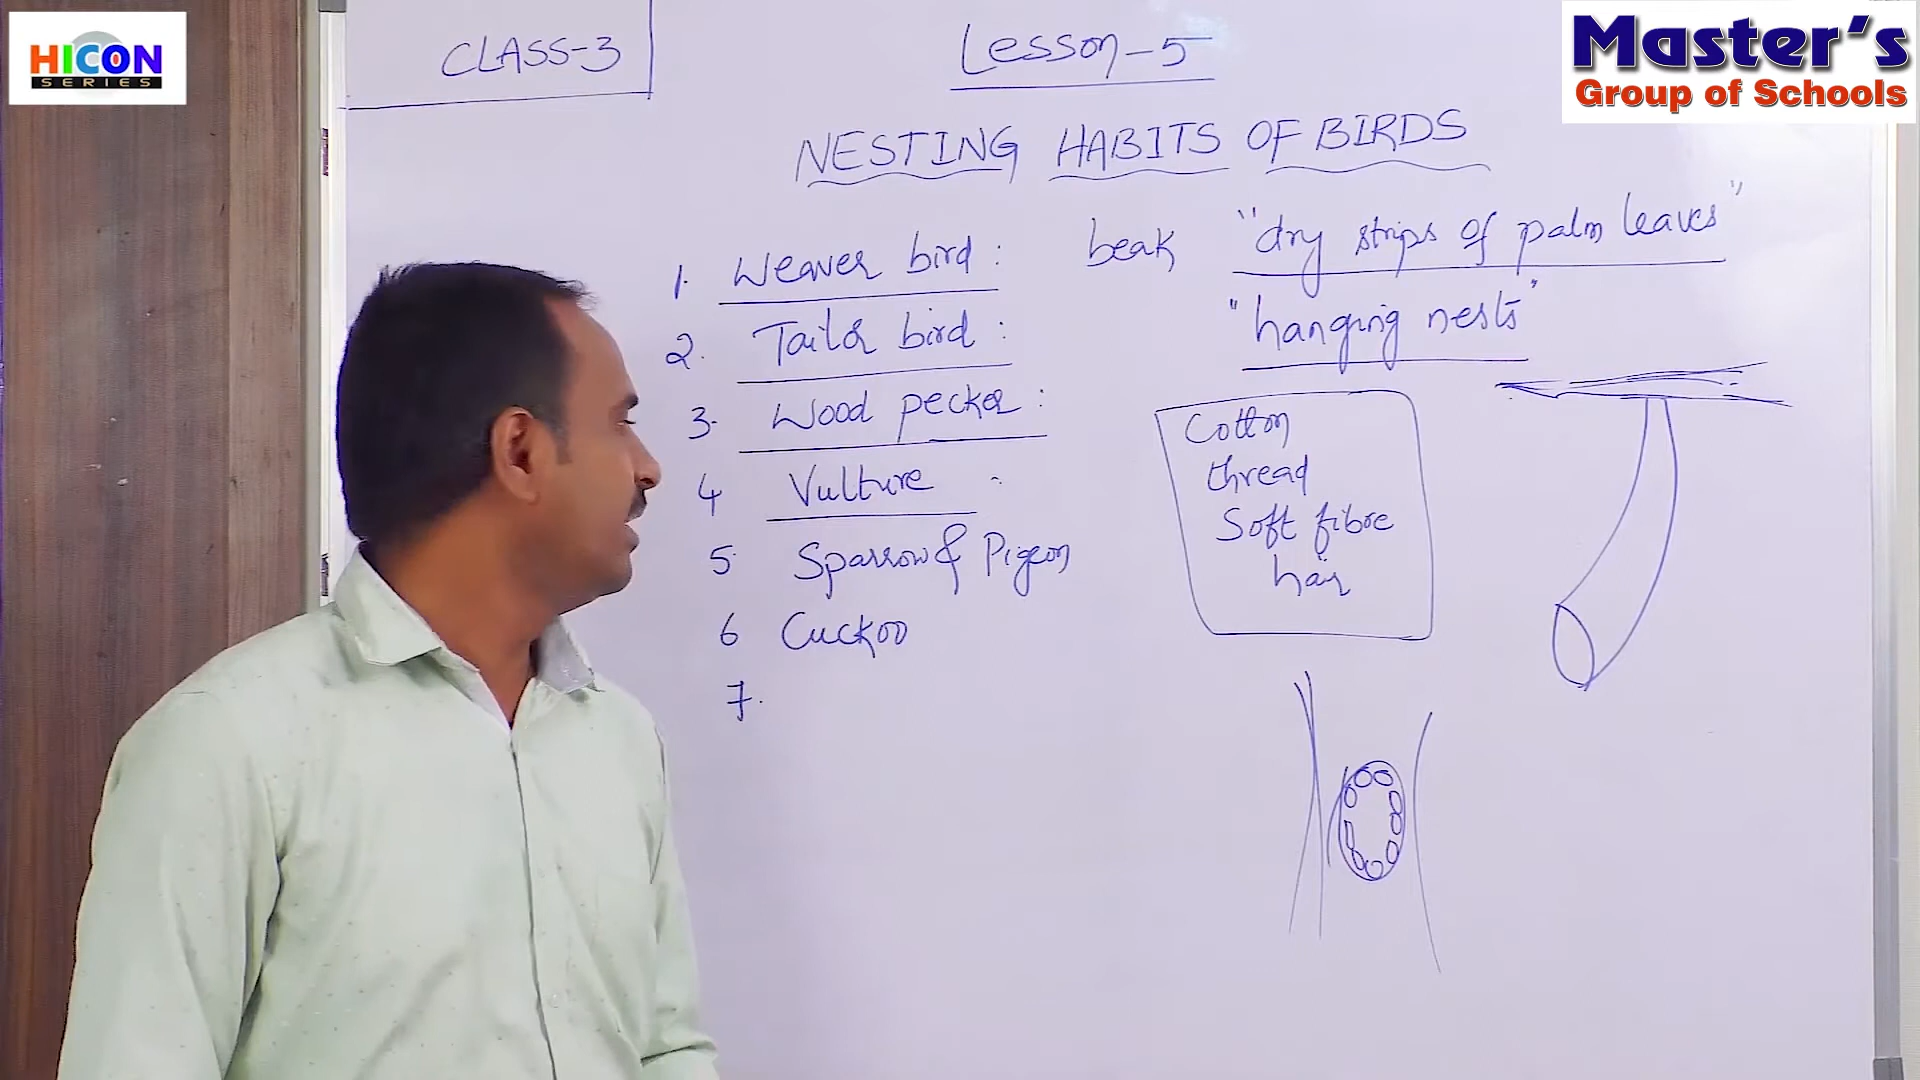 HICON
SERIES
CLASS-3
Lesson-5
Master's
Group of Schools
NESTING HABITS OF BIRDS
1. Weaver bird : beak "dry strips of palm leaves"
"hanging nests"
2. Tailor bird :
3. Wood pecker :
4 Vulture :
5. Sparrow & Pigeon
6 Cuckoo
7.
Cotton
thread
Soft fibre
hair